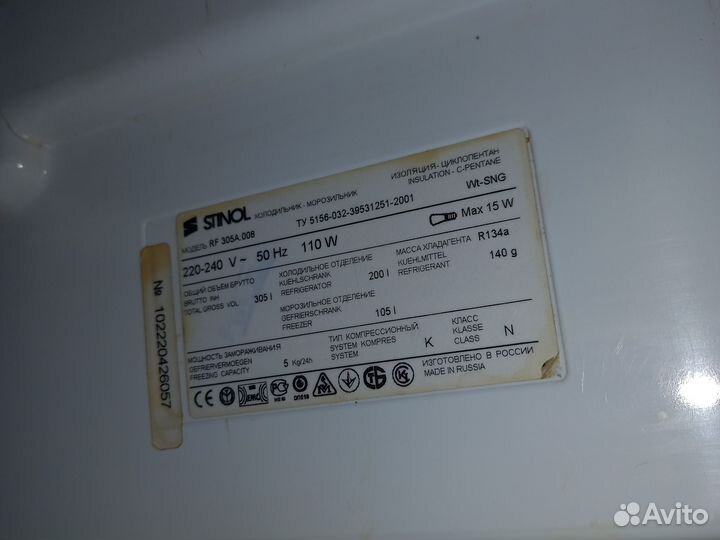 ИЗОЛЯЦИЯ - ЦИКЛОПЕНТАН
INSULATION - C-PENTANE
STINOL ХОЛОДИЛЬНИК - МОРОЗИЛЬНИК
Wt-SNG
МОДЕЛЬ RF 305A.008
ТУ 5156-032-39531251-2001
220-240 V~ 50 Hz 110 W
Max 15 W
ОБЩИЙ ОБЪЕМ БРУТТО
BRUTTO INH
TOTAL GROSS VOL
305 l
ХОЛОДИЛЬНОЕ ОТДЕЛЕНИЕ
KUEHLSCHRANK
REFRIGERATOR
200 l
МАССА ХЛАДАГЕНТА
KUEHLMITTEL
REFRIGERANT
R134a
140 g
МОРОЗИЛЬНОЕ ОТДЕЛЕНИЕ
GEFRIERSCHRANK
FREEZER
105 l
МОЩНОСТЬ ЗАМОРАЖИВАНИЯ
GEFRIERVERMOEGEN
FREEZING CAPACITY
5 Kg/24h
ТИП КОМПРЕССИОННЫЙ
SYSTEM KOMPRES
SYSTEM
K
КЛАСС
KLASSE
CLASS
N
ИЗГОТОВЛЕНО В РОССИИ
MADE IN RUSSIA
№ 102220426057
Avito